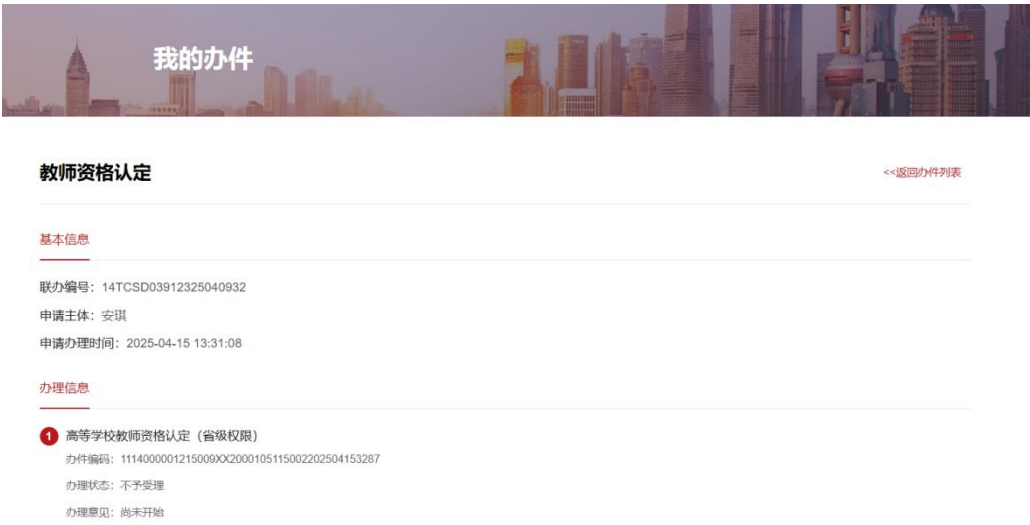 我的办件
教师资格认定
<<返回办件列表
基本信息
联办编号：14TCSD03912325040932
申请主体：安琪
申请办理时间：2025-04-15 13:31:08
办理信息
1 高等学校教师资格认定（省级权限）
办件编码：1114000001215009XX2000105115002202504153287
办理状态：不予受理
办理意见：尚未开始